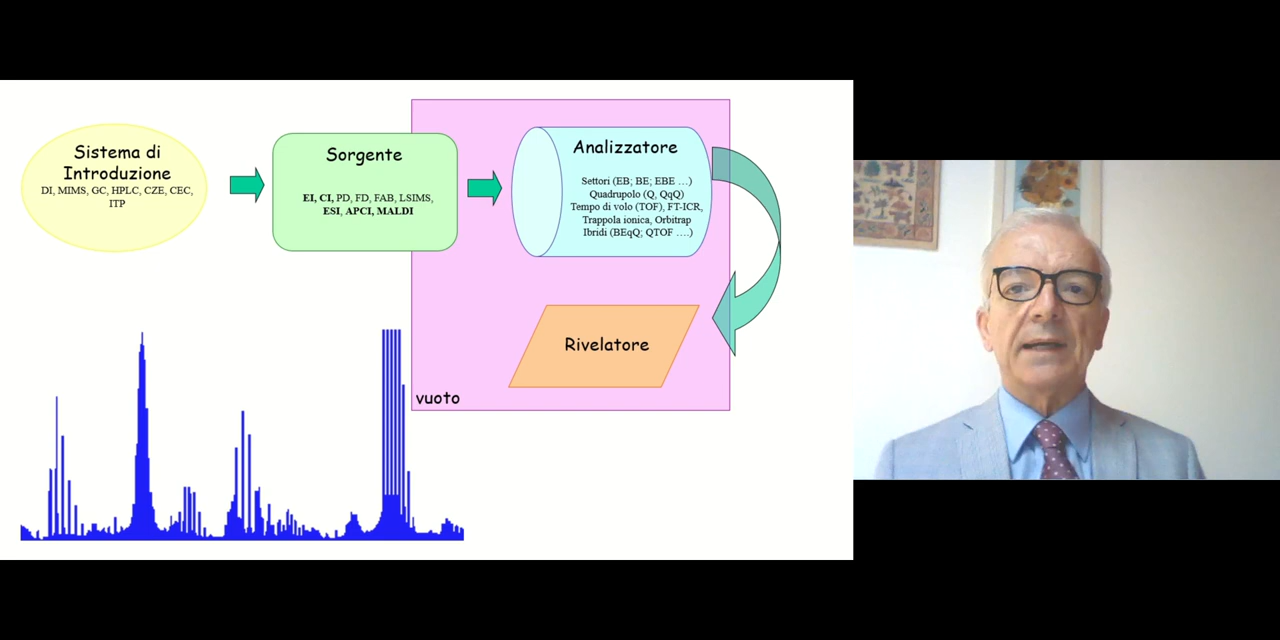 Sistema di
Introduzione
DI, MIMS, GC, HPLC, CZE, CEC,
ITP
Sorgente
EI, CI, PD, FD, FAB, LSIMS,
ESI, APCI, MALDI
Analizzatore
Settori (EB; BE; EBE …)
Quadrupolo (Q, QqQ)
Tempo di volo (TOF), FT-ICR,
Trappola ionica, Orbitrap
Ibridi (BEqQ; QTOF ….)
Rivelatore
vuoto